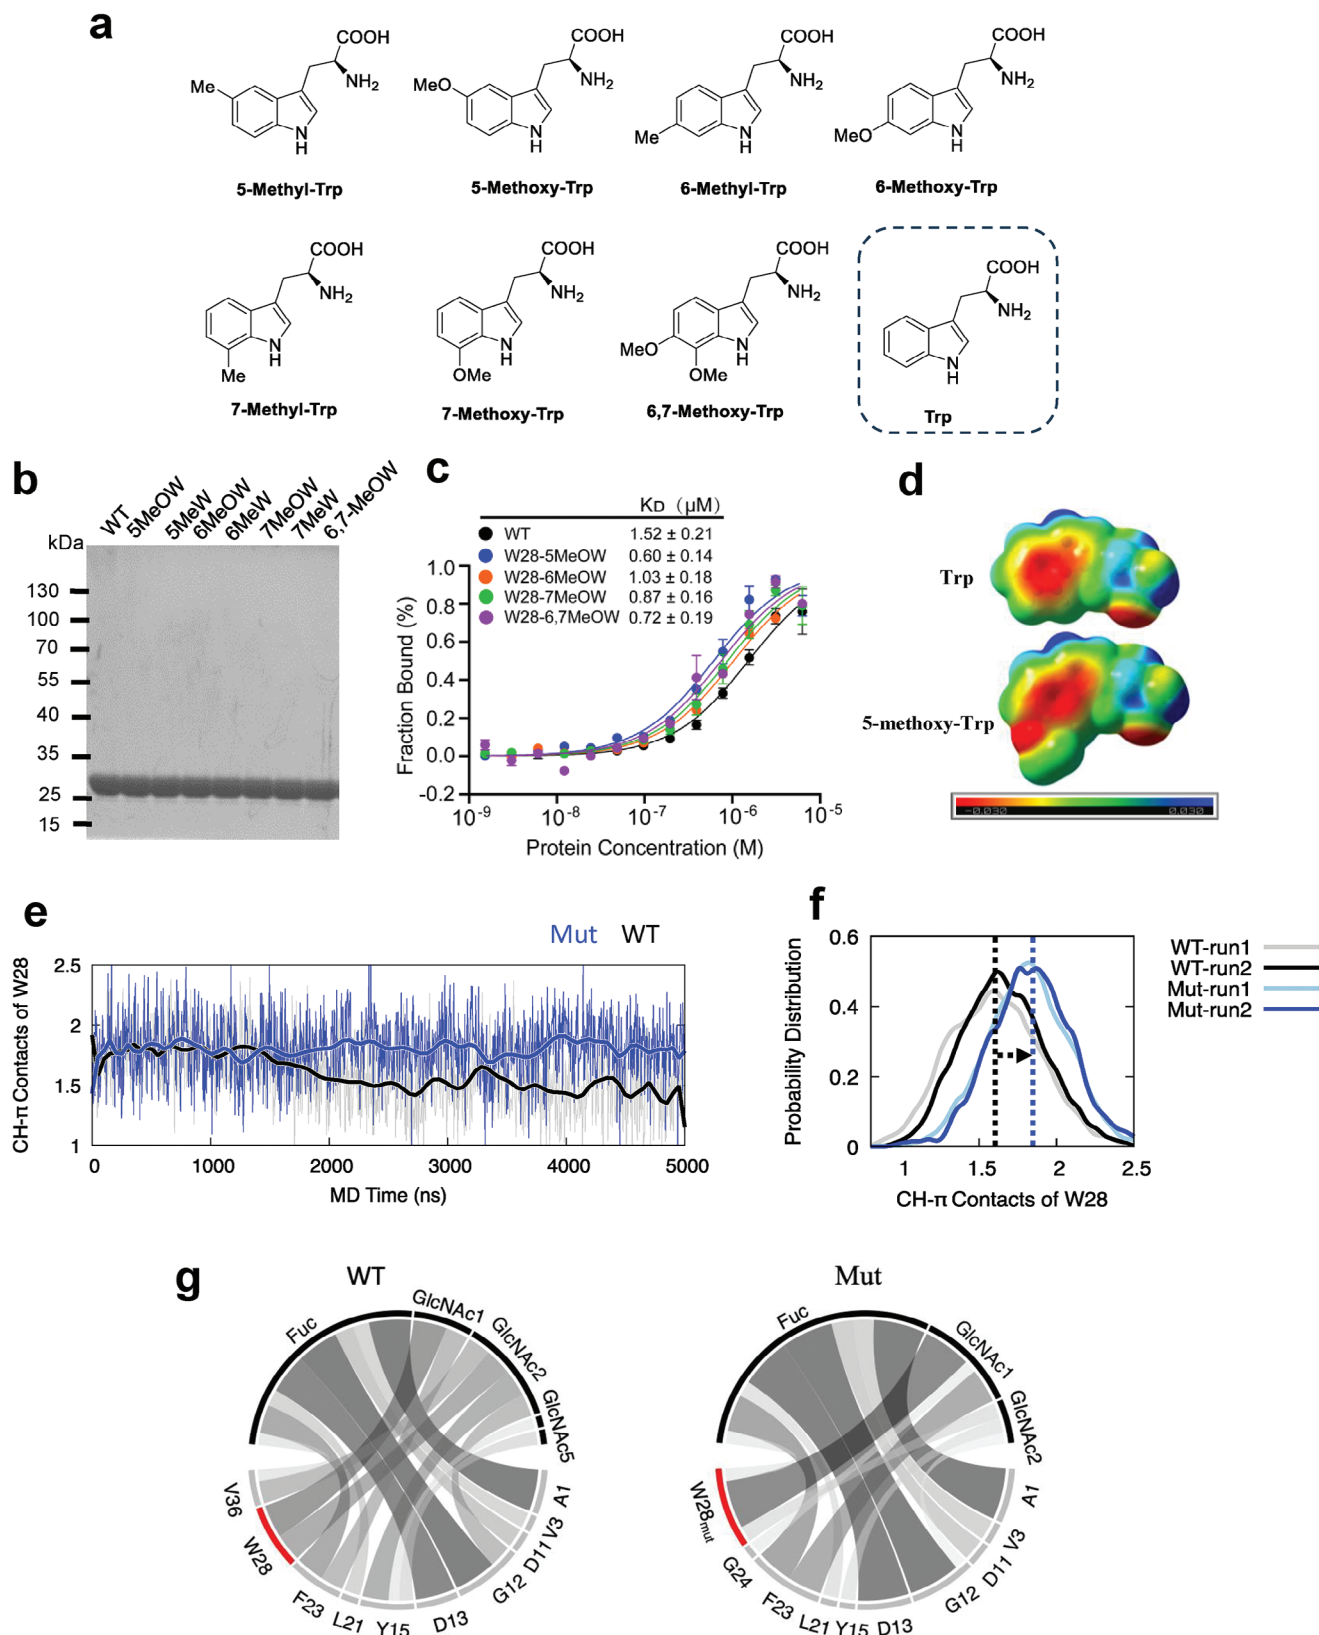 a
COOH
NH2
Me
N
H
5-Methyl-Trp
COOH
NH2
MeO
N
H
5-Methoxy-Trp
COOH
NH2
Me
N
H
6-Methyl-Trp
COOH
NH2
MeO
N
H
6-Methoxy-Trp
COOH
NH2
N
H
Me
7-Methyl-Trp
COOH
NH2
N
H
OMe
7-Methoxy-Trp
COOH
NH2
MeO
N
H
OMe
6,7-Methoxy-Trp
COOH
NH2
N
H
Trp
b
WT
5MeOW
5MeW
6MeOW
6MeW
7MeOW
7MeW
6,7-MeOW
kDa
130
100
70
55
40
35
25
15
c
KD (μM)
WT 1.52 ± 0.21
W28-5MeOW 0.60 ± 0.14
W28-6MeOW 1.03 ± 0.18
W28-7MeOW 0.87 ± 0.16
W28-6,7MeOW 0.72 ± 0.19
Fraction Bound (%)
1.0
0.8
0.6
0.4
0.2
0.0
-0.2
10-9
10-8
10-7
10-6
10-5
Protein Concentration (M)
d
Trp
5-methoxy-Trp
-0.030
0.030
e
Mut WT
CH-π Contacts of W28
2.5
2
1.5
1
0
1000
2000
3000
4000
5000
MD Time (ns)
f
Probability Distribution
0.6
0.4
0.2
0
1
1.5
2
2.5
CH-π Contacts of W28
WT-run1
WT-run2
Mut-run1
Mut-run2
g
WT
Fuc
GlcNAc1
GlcNAc2
GlcNAc5
A1
V3
D11
G12
D13
Y15
L21
F23
W28
V36
Mut
Fuc
GlcNAc1
GlcNAc2
A1
V3
D11
G12
D13
Y15
L21
F23
G24
W28mut